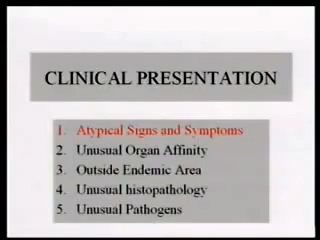 CLINICAL PRESENTATION
1. Atypical Signs and Symptoms
2. Unusual Organ Affinity
3. Outside Endemic Area
4. Unusual histopathology
5. Unusual Pathogens